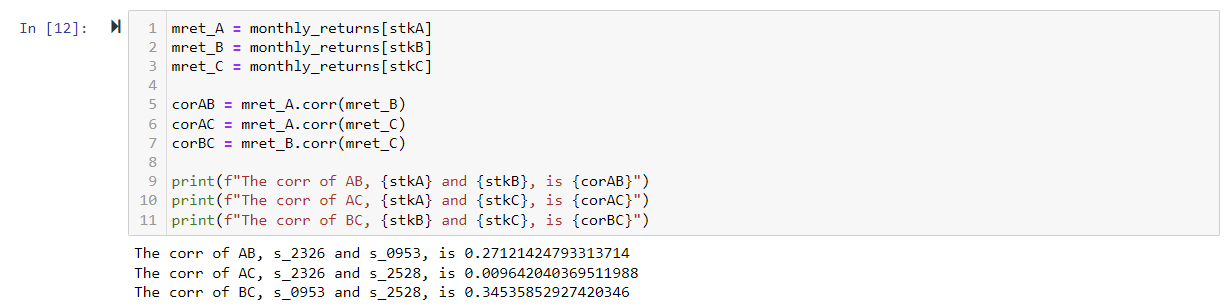 In [12]:
1 mret_A = monthly_returns[stkA]
2 mret_B = monthly_returns[stkB]
3 mret_C = monthly_returns[stkC]
4
5 corAB = mret_A.corr(mret_B)
6 corAC = mret_A.corr(mret_C)
7 corBC = mret_B.corr(mret_C)
8
9 print(f"The corr of AB, {stkA} and {stkB}, is {corAB}")
10 print(f"The corr of AC, {stkA} and {stkC}, is {corAC}")
11 print(f"The corr of BC, {stkB} and {stkC}, is {corBC}")
The corr of AB, s_2326 and s_0953, is 0.27121424793313714
The corr of AC, s_2326 and s_2528, is 0.009642040369511988
The corr of BC, s_0953 and s_2528, is 0.34535852927420346